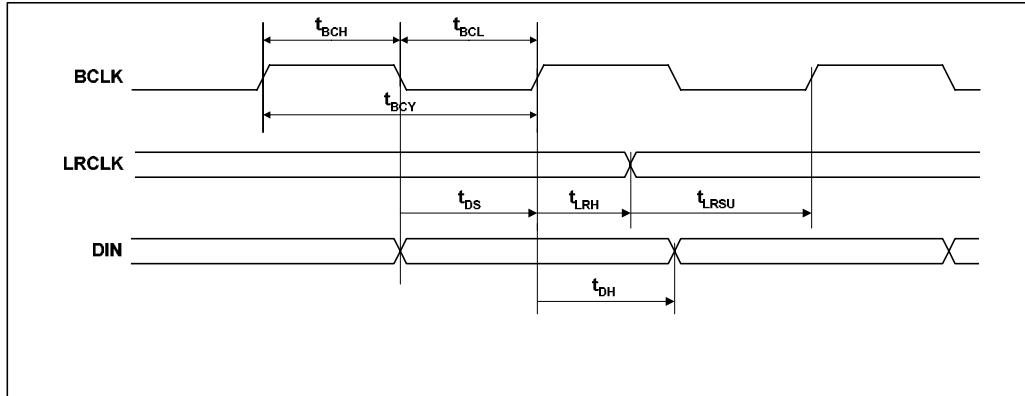 tBCH
tBCL
BCLK
tBCY
LRCLK
tDS
tLRH
tLRSU
DIN
tDH